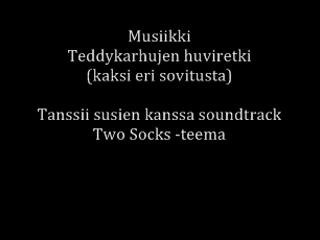 Musiikki
Teddykarhujen huviretki
(kaksi eri sovitusta)
Tanssii susien kanssa soundtrack
Two Socks -teema